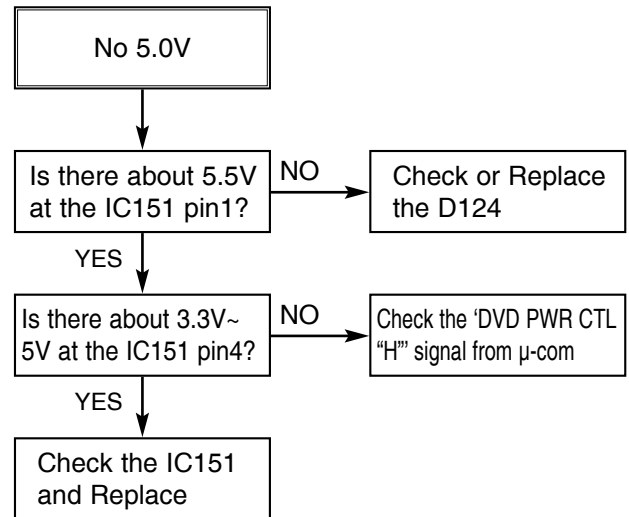 No 5.0V
Is there about 5.5V
at the IC151 pin1?
NO
Check or Replace
the D124
YES
Is there about 3.3V~
5V at the IC151 pin4?
NO
Check the ‘DVD PWR CTL
“H”’ signal from µ-com
YES
Check the IC151
and Replace